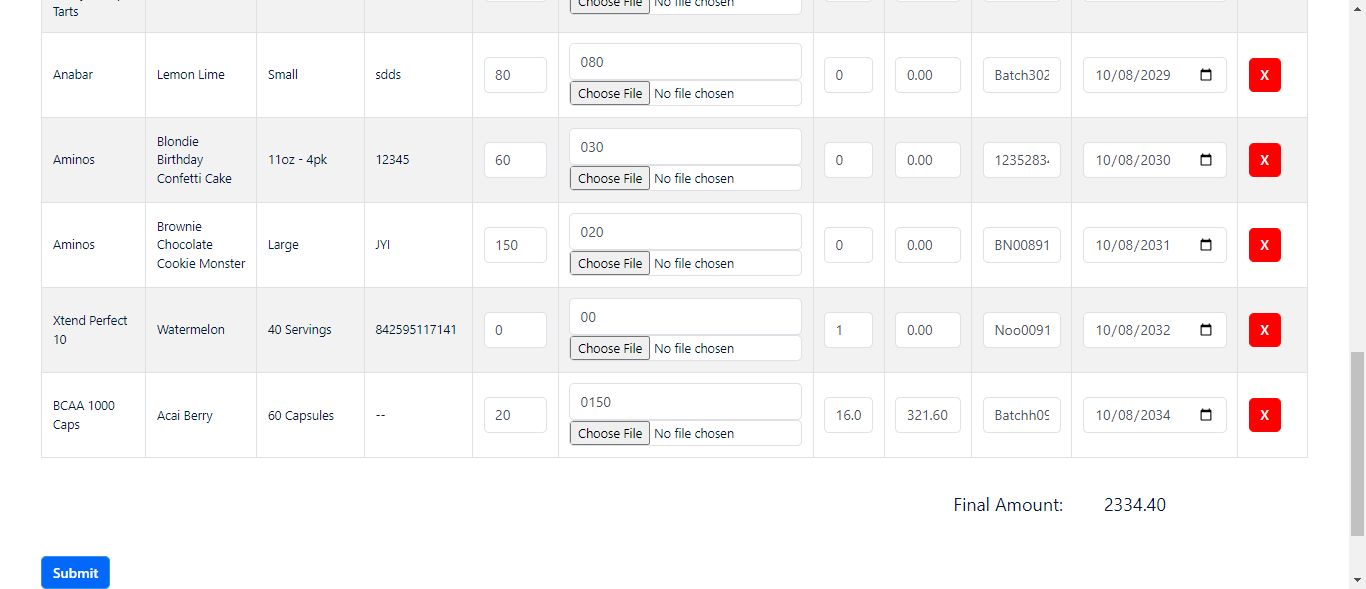 Tarts
Choose File No file chosen
Anabar Lemon Lime Small sdds 80 080 0 0.00 Batch302 10/08/2029 X
Choose File No file chosen
Aminos Blondie Birthday Confetti Cake 11oz - 4pk 12345 60 030 0 0.00 1235283 10/08/2030 X
Choose File No file chosen
Aminos Brownie Chocolate Cookie Monster Large JYI 150 020 0 0.00 BN00891 10/08/2031 X
Choose File No file chosen
Xtend Perfect 10 Watermelon 40 Servings 842595117141 0 00 1 0.00 Noo0091 10/08/2032 X
Choose File No file chosen
BCAA 1000 Caps Acai Berry 60 Capsules -- 20 0150 16.0 321.60 Batchh09 10/08/2034 X
Choose File No file chosen
Final Amount: 2334.40
Submit